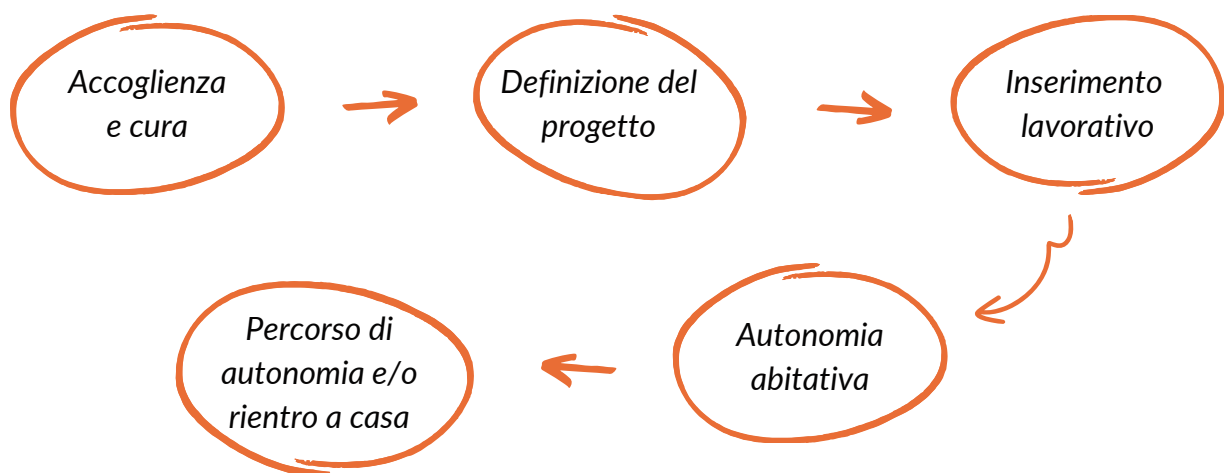 Accoglienza
e cura
Definizione del
progetto
Inserimento
lavorativo
Autonomia
abitativa
Percorso di
autonomia e/o
rientro a casa